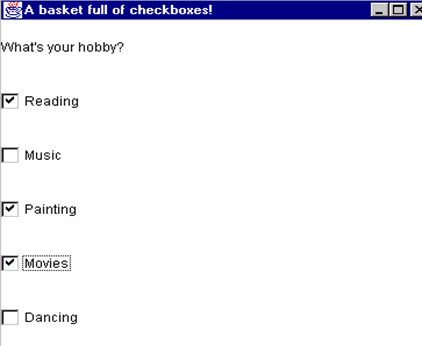 A basket full of checkboxes!
What's your hobby?
Reading
Music
Painting
Movies
Dancing